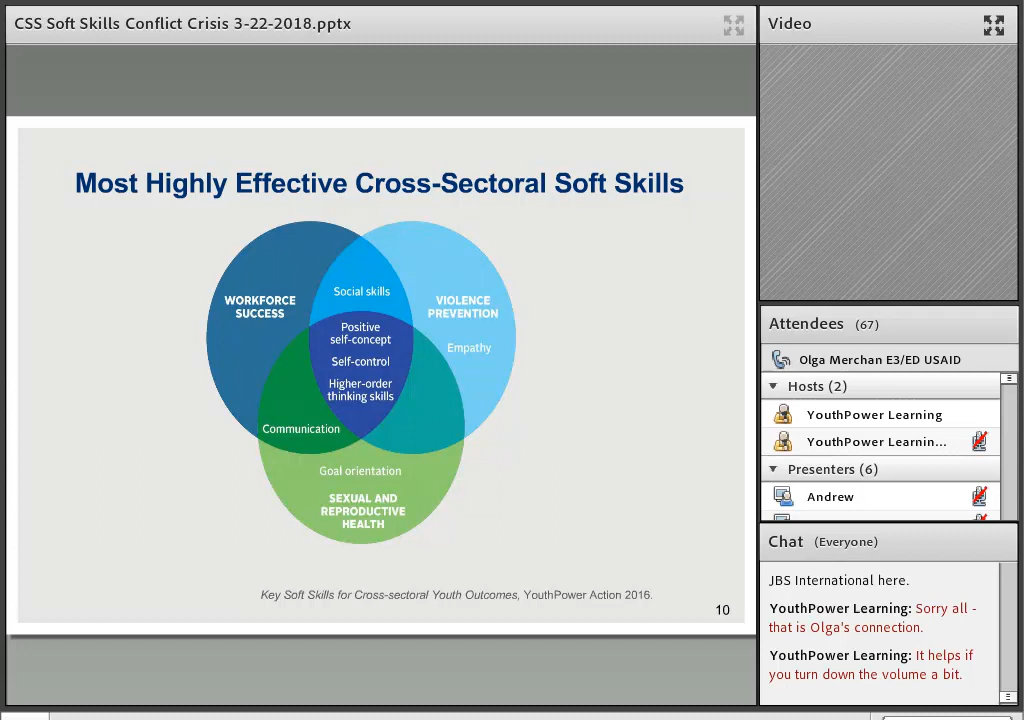 CSS Soft Skills Conflict Crisis 3-22-2018.pptx
Most Highly Effective Cross-Sectoral Soft Skills
WORKFORCE
SUCCESS
Social skills
VIOLENCE
PREVENTION
Empathy
Positive
self-concept
Self-control
Higher-order
thinking skills
Communication
Goal orientation
SEXUAL AND
REPRODUCTIVE
HEALTH
Key Soft Skills for Cross-sectoral Youth Outcomes, YouthPower Action 2016.
10
Video
Attendees (67)
Olga Merchan E3/ED USAID
Hosts (2)
YouthPower Learning
YouthPower Learnin...
Presenters (6)
Andrew
Chat (Everyone)
JBS International here.
YouthPower Learning: Sorry all -
that is Olga's connection.
YouthPower Learning: It helps if
you turn down the volume a bit.